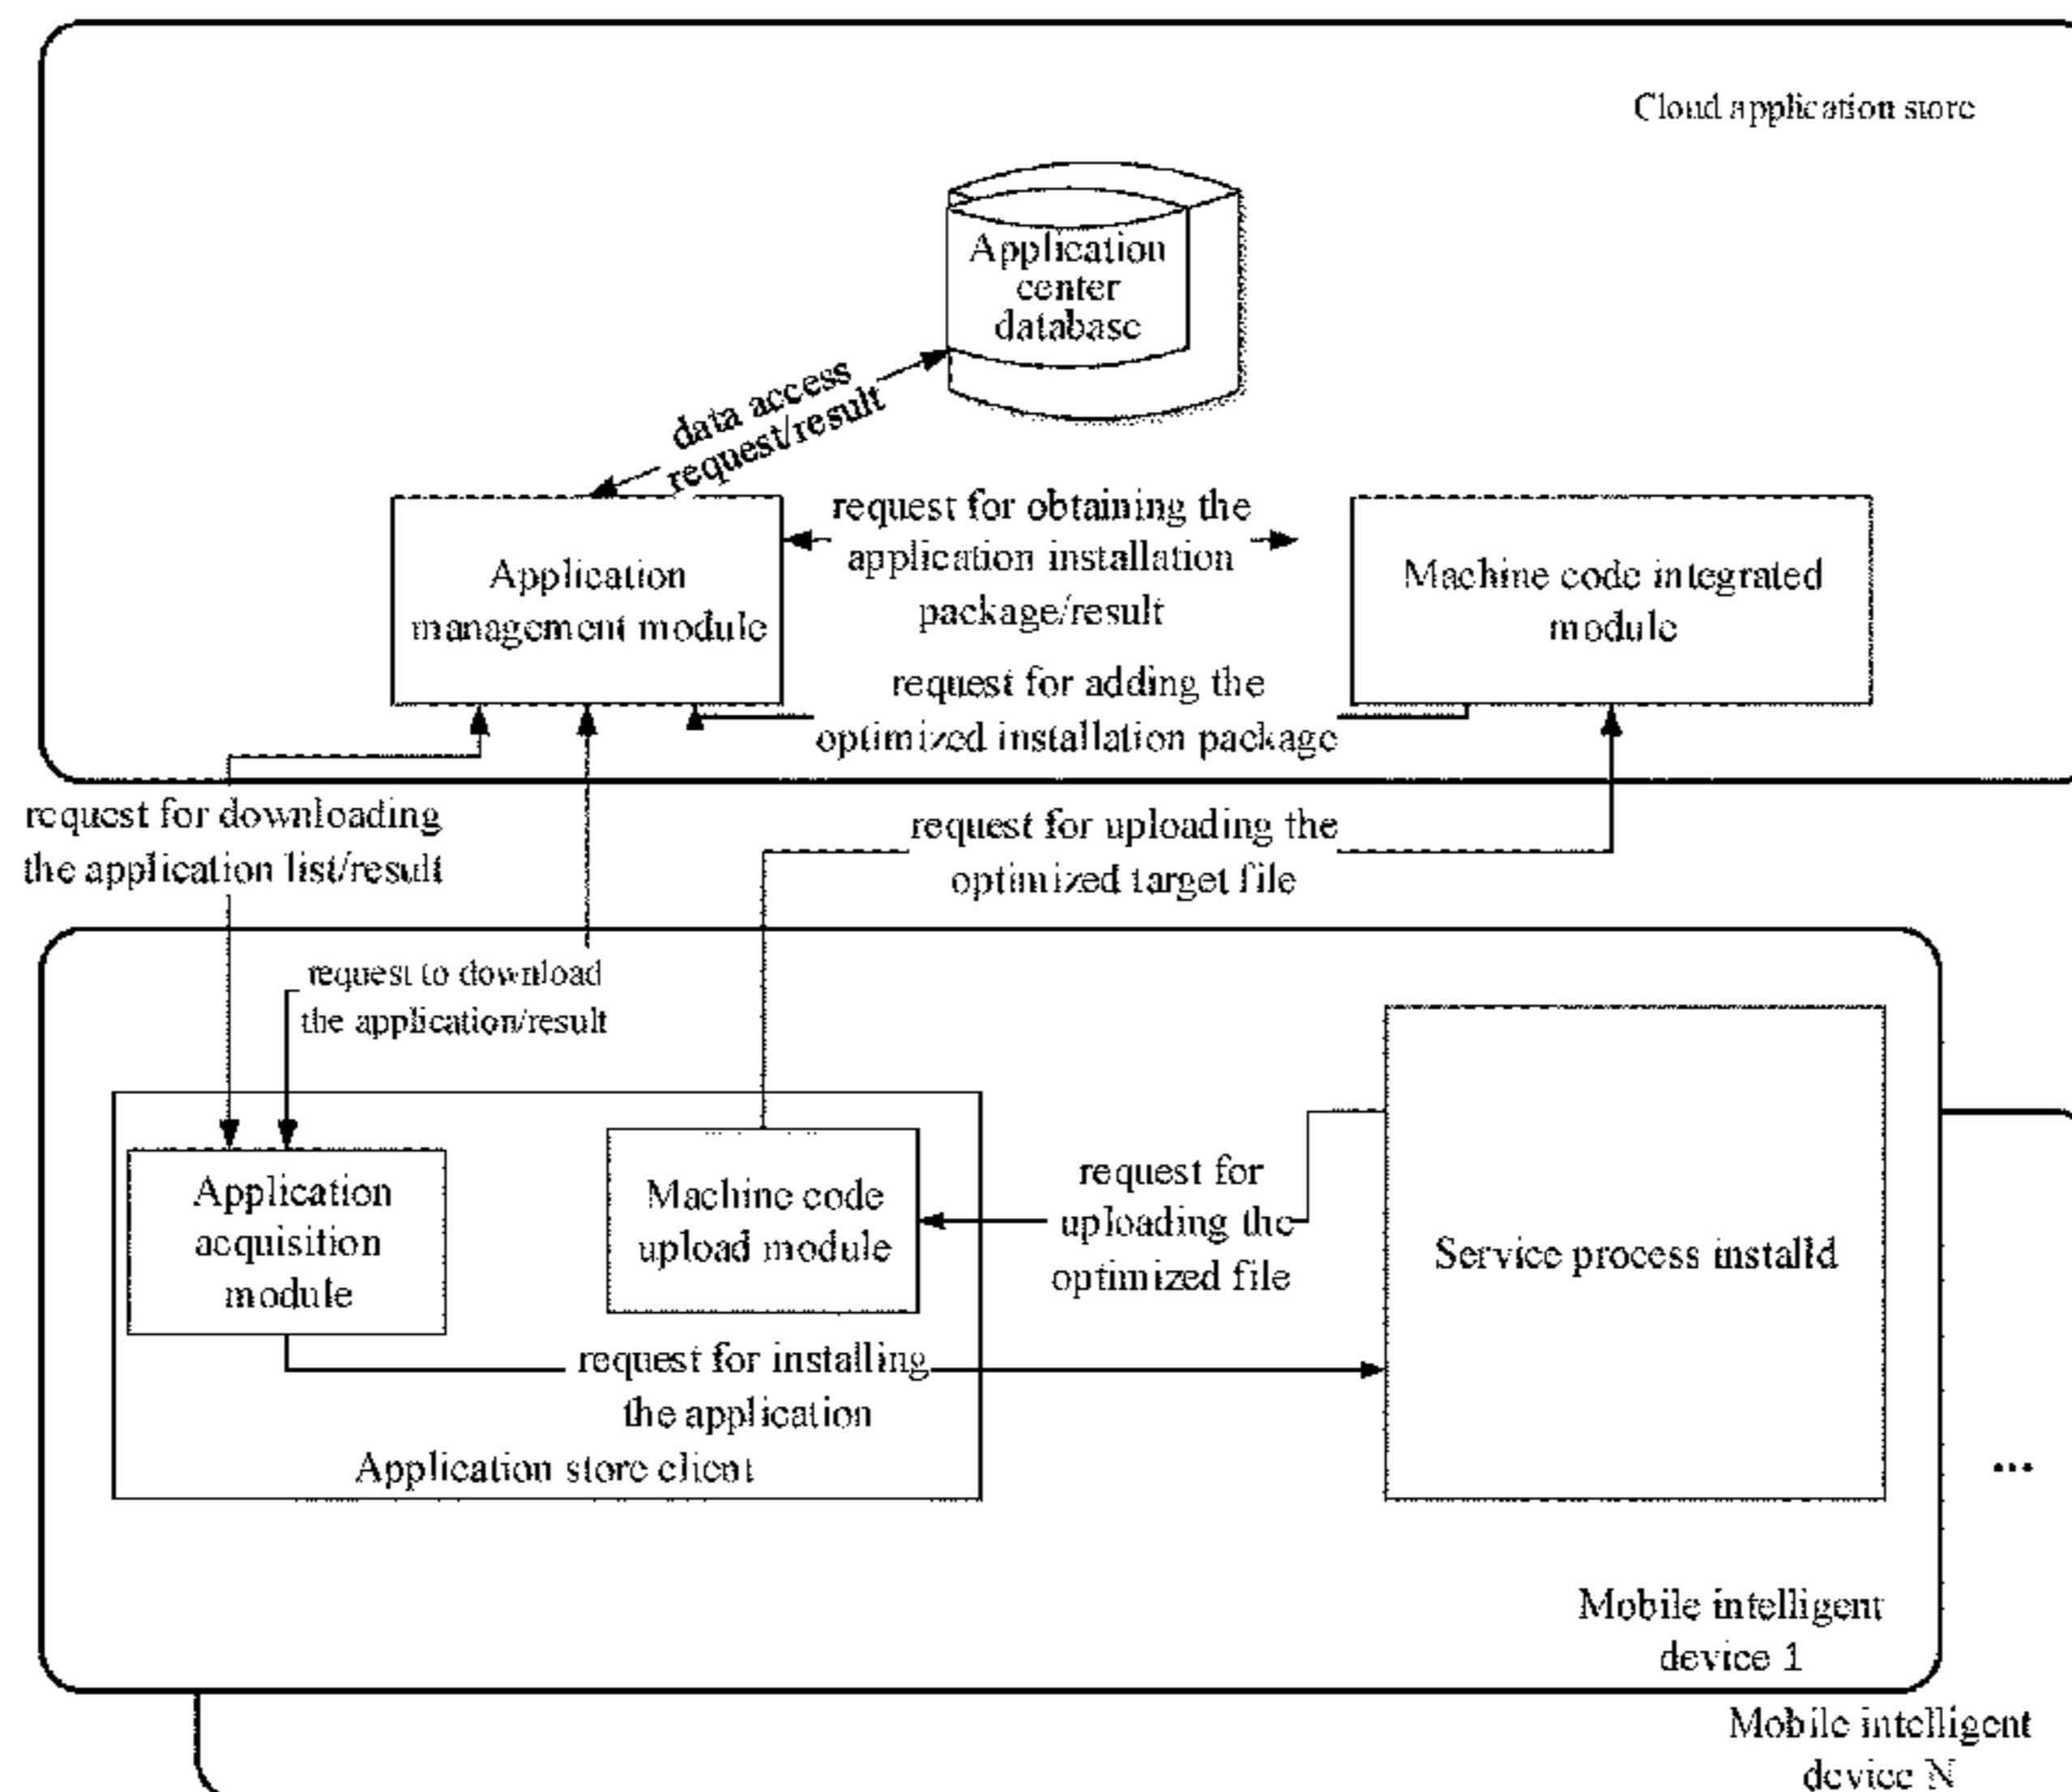 Cloud application store
Application
center
database
data access
request/result
request for obtaining the
application installation
package/result
Application
management module
Machine code integrated
module
request for adding the
optimized installation package
request for downloading
the application list/result
request for uploading the
optimized target file
request to download
the application/result
Application
acquisition
module
Machine code
upload module
request for
uploading the
optimized file
Service process installd
request for installing
the application
Application store client
...
Mobile intelligent
device 1
Mobile intelligent
device N